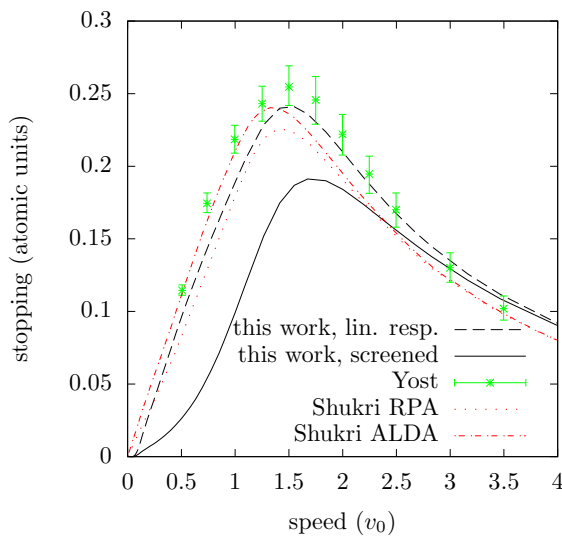 0.3
0.25
0.2
0.15
0.1
0.05
0
stopping (atomic units)
this work, lin. resp.
this work, screened
Yost
Shukri RPA
Shukri ALDA
0 0.5 1 1.5 2 2.5 3 3.5 4
speed (v₀)